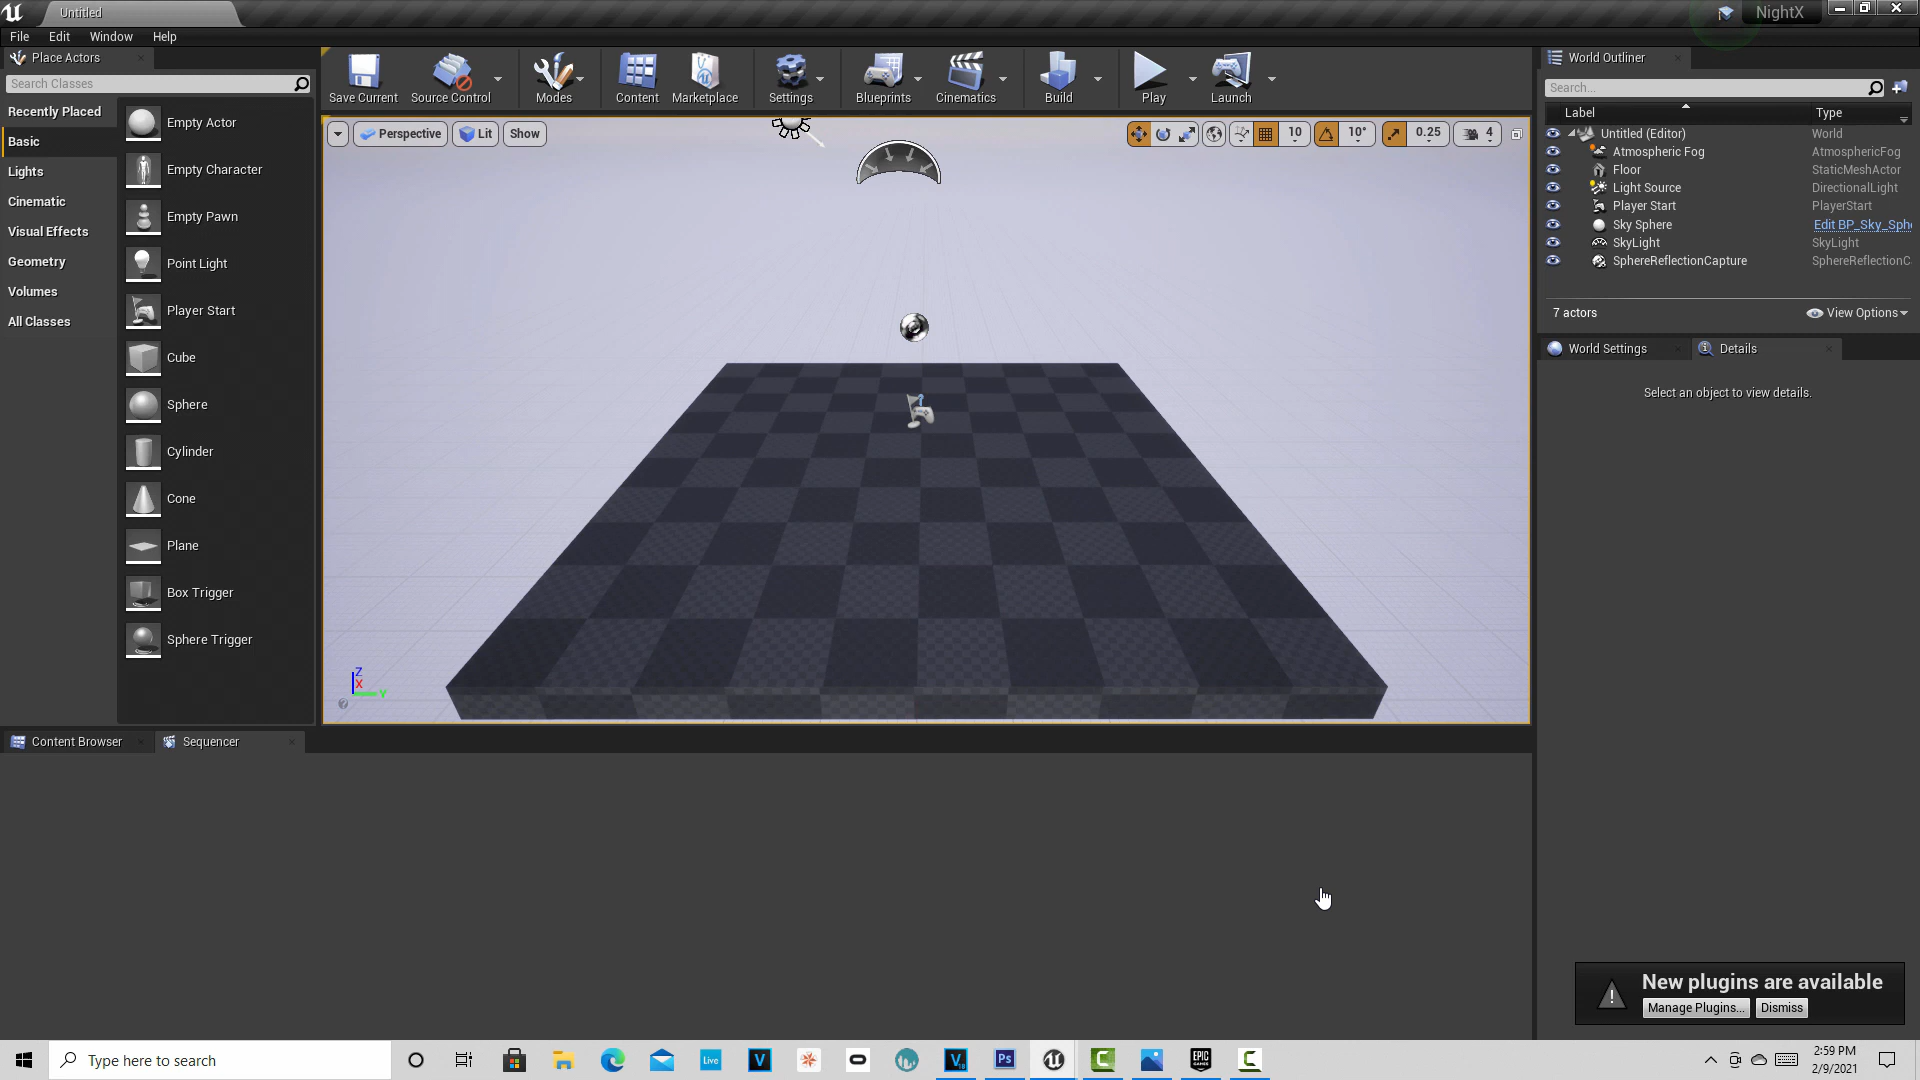 Untitled
NightX
File Edit Window Help
Place Actors
Search Classes
Recently Placed
Basic
Lights
Cinematic
Visual Effects
Geometry
Volumes
All Classes
Empty Actor
Empty Character
Empty Pawn
Point Light
Player Start
Cube
Sphere
Cylinder
Cone
Plane
Box Trigger
Sphere Trigger
Save Current Source Control Modes Content Marketplace Settings Blueprints Cinematics Build Play Launch
Perspective Lit Show
10 10° 0.25 4
Z
X
Y
World Outliner
Search...
Label Type
Untitled (Editor) World
Atmospheric Fog AtmosphericFog
Floor StaticMeshActor
Light Source DirectionalLight
Player Start PlayerStart
Sky Sphere Edit BP_Sky_Sph
SkyLight SkyLight
SphereReflectionCapture SphereReflectionC
7 actors View Options
World Settings Details
Select an object to view details.
Content Browser Sequencer
New plugins are available
Manage Plugins... Dismiss
Type here to search
Live
V
V
Ps
EPIC
GAMES
2:59 PM
2/9/2021